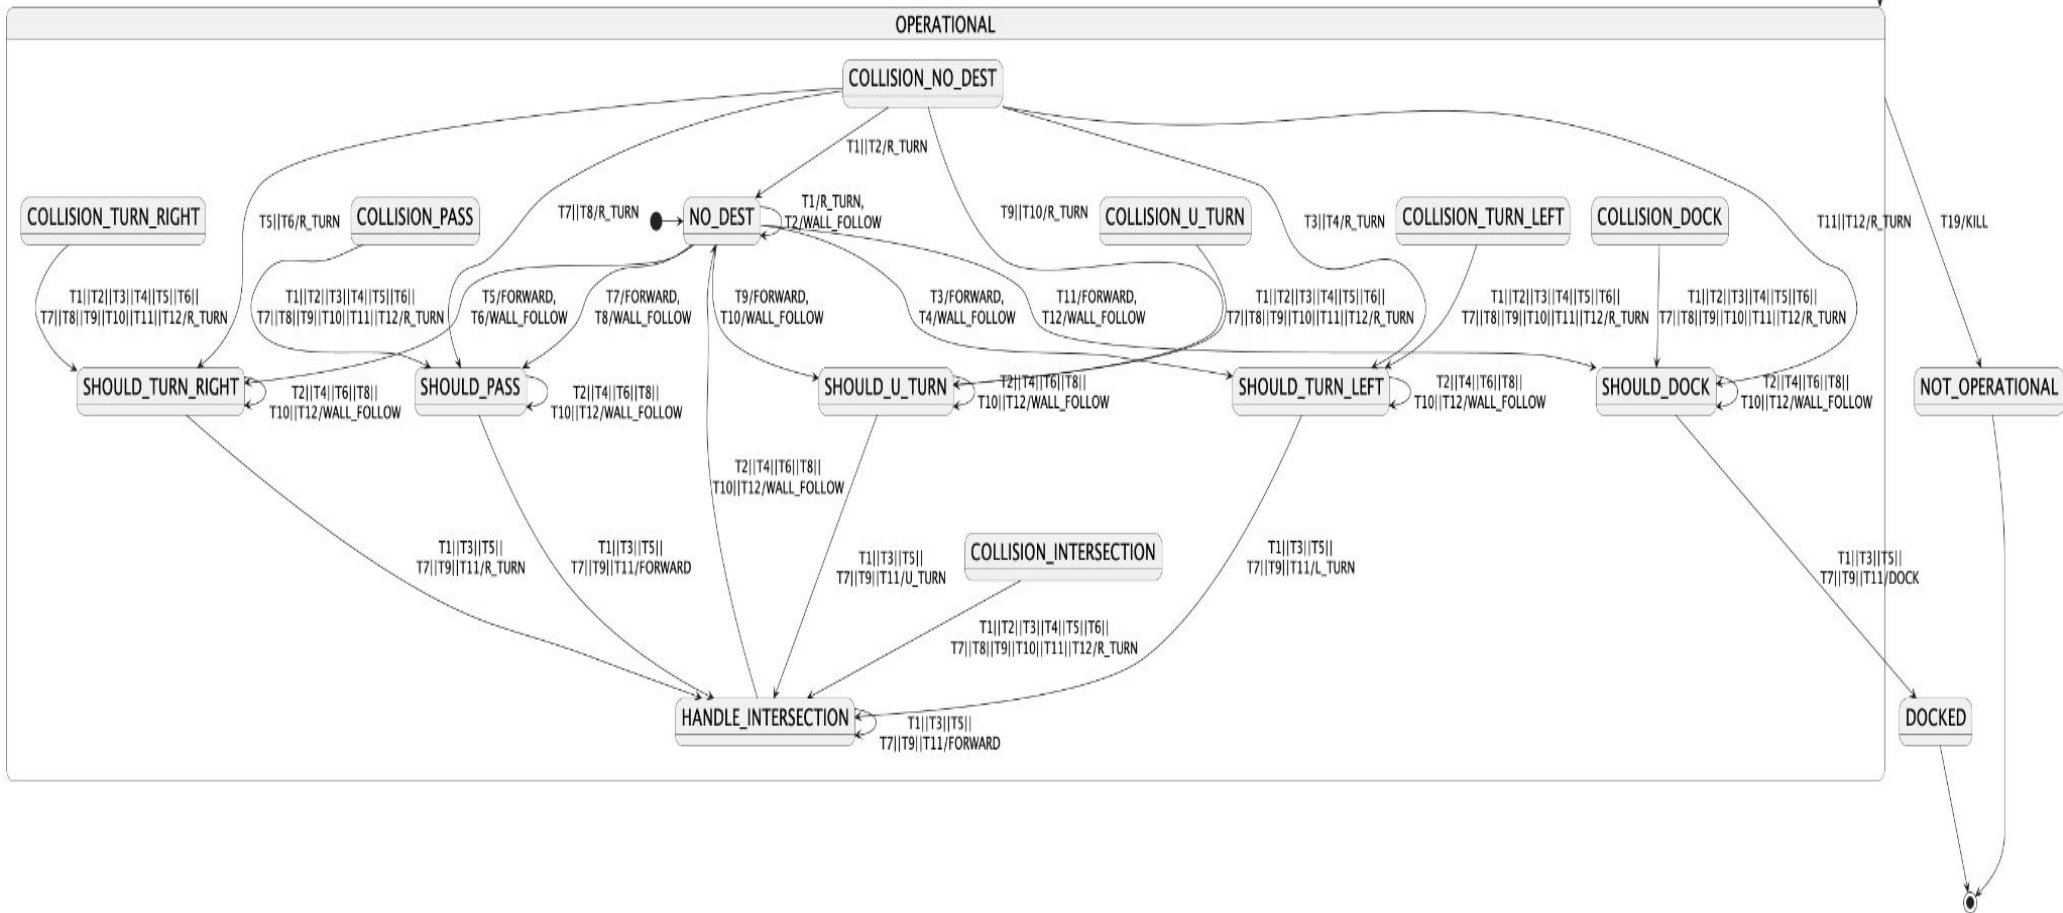 OPERATIONAL
COLLISION_NO_DEST
T1||T2/R_TURN
COLLISION_TURN_RIGHT
T5||T6/R_TURN
COLLISION_PASS
T7||T8/R_TURN
NO_DEST
T1/R_TURN,
T2/WALL_FOLLOW
T9||T10/R_TURN
COLLISION_U_TURN
T3||T4/R_TURN
COLLISION_TURN_LEFT
COLLISION_DOCK
T11||T12/R_TURN
T19/KILL
T1||T2||T3||T4||T5||T6||
T7||T8||T9||T10||T11||T12/R_TURN
T1||T2||T3||T4||T5||T6||
T7||T8||T9||T10||T11||T12/R_TURN
T5/FORWARD,
T6/WALL_FOLLOW
T7/FORWARD,
T8/WALL_FOLLOW
T9/FORWARD,
T10/WALL_FOLLOW
T3/FORWARD,
T4/WALL_FOLLOW
T11/FORWARD,
T12/WALL_FOLLOW
T1||T2||T3||T4||T5||T6||
T7||T8||T9||T10||T11||T12/R_TURN
T1||T2||T3||T4||T5||T6||
T7||T8||T9||T10||T11||T12/R_TURN
T1||T2||T3||T4||T5||T6||
T7||T8||T9||T10||T11||T12/R_TURN
SHOULD_TURN_RIGHT
T2||T4||T6||T8||
T10||T12/WALL_FOLLOW
SHOULD_PASS
T2||T4||T6||T8||
T10||T12/WALL_FOLLOW
SHOULD_U_TURN
T2||T4||T6||T8||
T10||T12/WALL_FOLLOW
SHOULD_TURN_LEFT
T2||T4||T6||T8||
T10||T12/WALL_FOLLOW
SHOULD_DOCK
T2||T4||T6||T8||
T10||T12/WALL_FOLLOW
NOT_OPERATIONAL
T2||T4||T6||T8||
T10||T12/WALL_FOLLOW
T1||T3||T5||
T7||T9||T11/R_TURN
T1||T3||T5||
T7||T9||T11/FORWARD
T1||T3||T5||
T7||T9||T11/U_TURN
COLLISION_INTERSECTION
T1||T3||T5||
T7||T9||T11/L_TURN
T1||T3||T5||
T7||T9||T11/DOCK
T1||T2||T3||T4||T5||T6||
T7||T8||T9||T10||T11||T12/R_TURN
HANDLE_INTERSECTION
T1||T3||T5||
T7||T9||T11/FORWARD
DOCKED